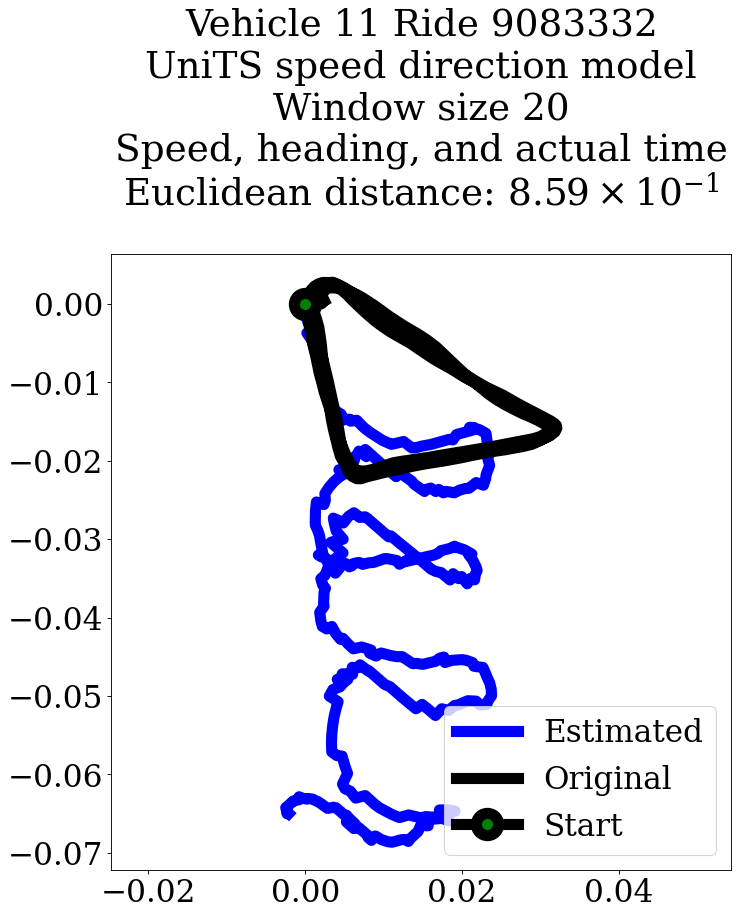 Vehicle 11 Ride 9083332
UniTS speed direction model
Window size 20
Speed, heading, and actual time
Euclidean distance: 8.59 × 10⁻¹
0.00
−0.01
−0.02
−0.03
−0.04
−0.05
−0.06
−0.07
Estimated
Original
Start
−0.02
0.00
0.02
0.04